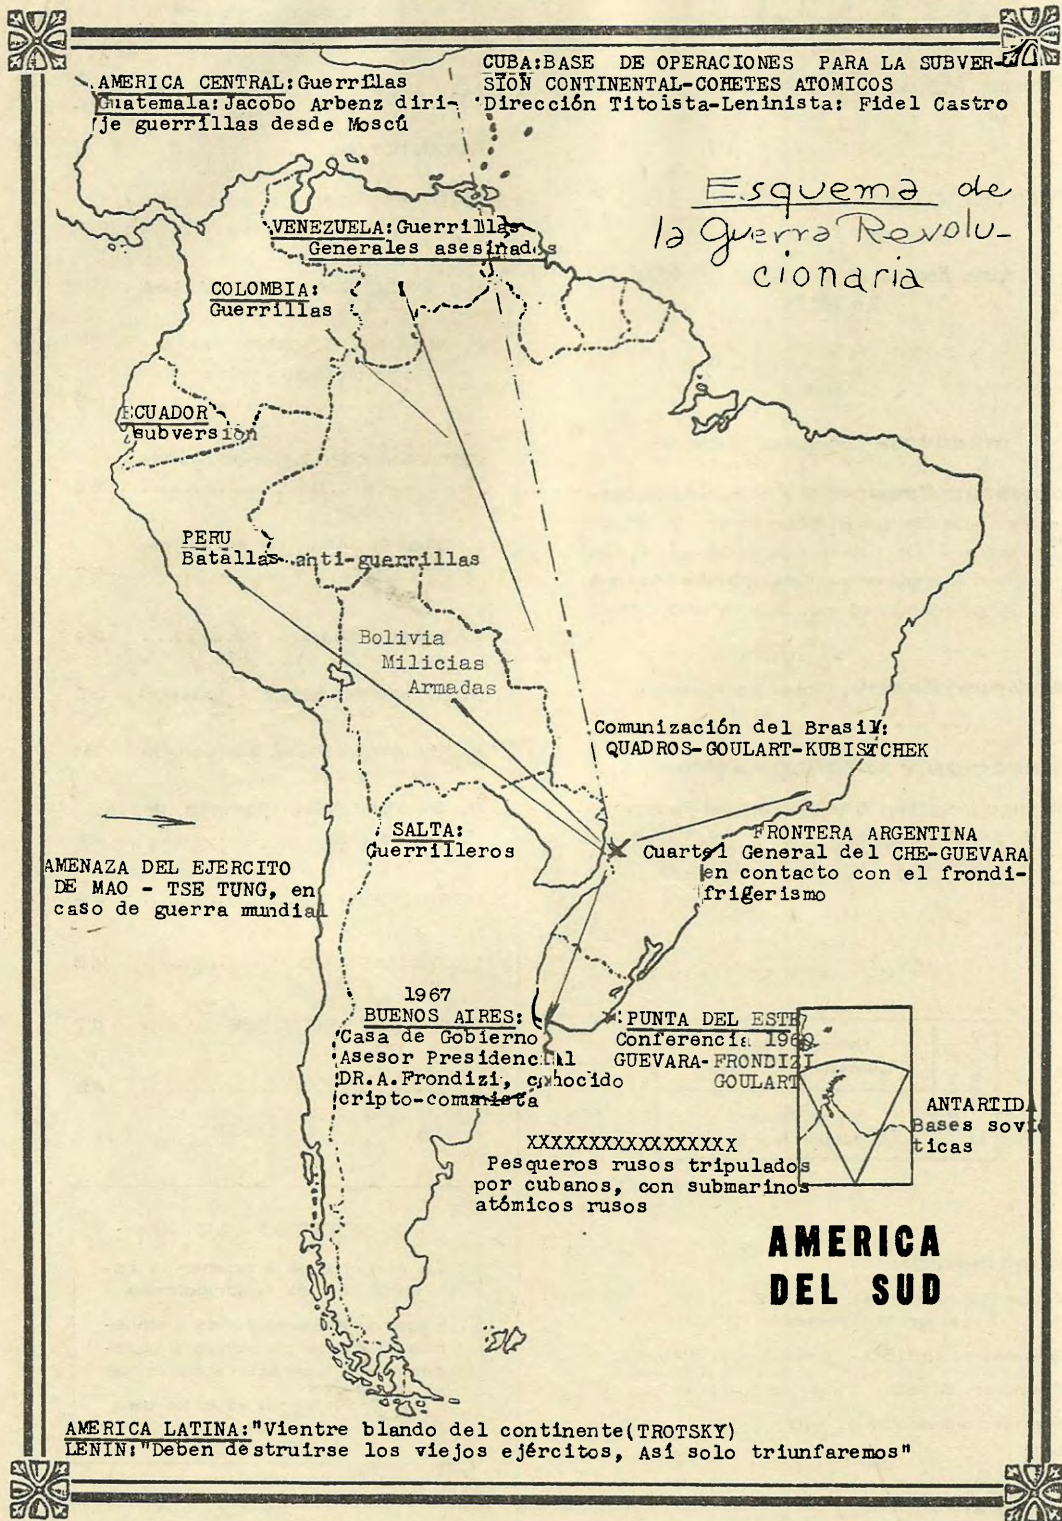 CUBA:BASE DE OPERACIONES PARA LA SUBVER-
SIÓN CONTINENTAL-COHETES ATOMICOS
Dirección Titoista-Leninista: Fidel Castro
AMERICA CENTRAL:Guerrillas
Guatemala:Jacobo Arbenz diri-
je guerrillas desde Moscú
Esquema de
la Guerra Revolu-
cionaria
VENEZUELA:Guerrillas
Generales asesinados
COLOMBIA:
Guerrillas
ECUADOR
subversión
PERU
Batallas anti-guerrillas
Bolivia
Milicias
Armadas
Comunización del Brasil:
QUADROS-GOULART-KUBISTCHEK
SALTA:
Guerrilleros
FRONTERA ARGENTINA
Cuartel General del CHE-GUEVARA
en contacto con el frondi-
frigerismo
AMENAZA DEL EJERCITO
DE MAO - TSE TUNG, en
caso de guerra mundial
1967
BUENOS AIRES:
Casa de Gobierno
Asesor Presidencial
DR.A.Frondizi, conocido
cripto-comunista
PUNTA DEL ESTE
Conferencia 1960
GUEVARA-FRONDIZI
GOULART
ANTARTIDA
Bases sovié
ticas
XXXXXXXXXXXXXXXXX
Pesqueros rusos tripulados
por cubanos, con submarinos
atómicos rusos
AMERICA
DEL SUD
AMERICA LATINA:"Vientre blando del continente(TROTSKY)
LENIN:"Deben destruirse los viejos ejércitos, Así solo triunfaremos"